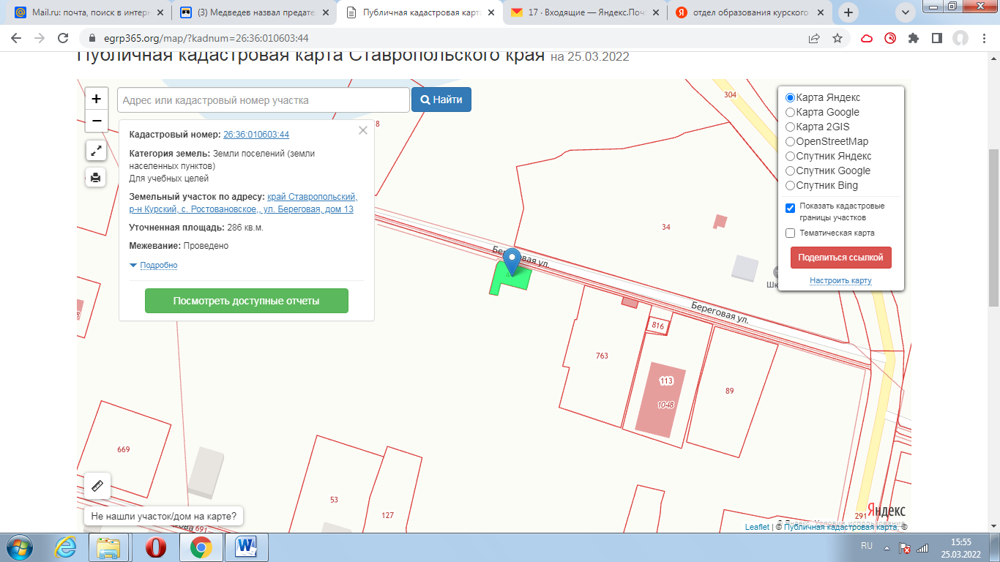 Mail.ru: почта, поиск в интерн
(3) Медведев назвал предате
Публичная кадастровая карта
17 · Входящие — Яндекс.Поч
отдел образования курского
egrp365.org/map/?kadnum=26:36:010603:44
Публичная кадастровая карта Ставропольского края на 25.03.2022
Адрес или кадастровый номер участка
Найти
Кадастровый номер: 26:36:010603:44
Категория земель: Земли поселений (земли
населенных пунктов)
Для учебных целей
Земельный участок по адресу: край Ставропольский,
р-н Курский, с. Ростовановское,, ул. Береговая, дом 13
Уточненная площадь: 286 кв.м.
Межевание: Проведено
Подробно
Посмотреть доступные отчеты
Карта Яндекс
Карта Google
Карта 2GIS
OpenStreetMap
Спутник Яндекс
Спутник Google
Спутник Bing
Показать кадастровые
границы участков
Тематическая карта
Поделиться ссылкой
Настроить карту
304
34
Береговая ул.
Береговая ул.
816
763
113
1048
89
669
53
127
691
291
Не нашли участок/дом на карте?
Яндекс
Leaflet | © Публичная кадастровая карта, ©
RU
15:55
25.03.2022